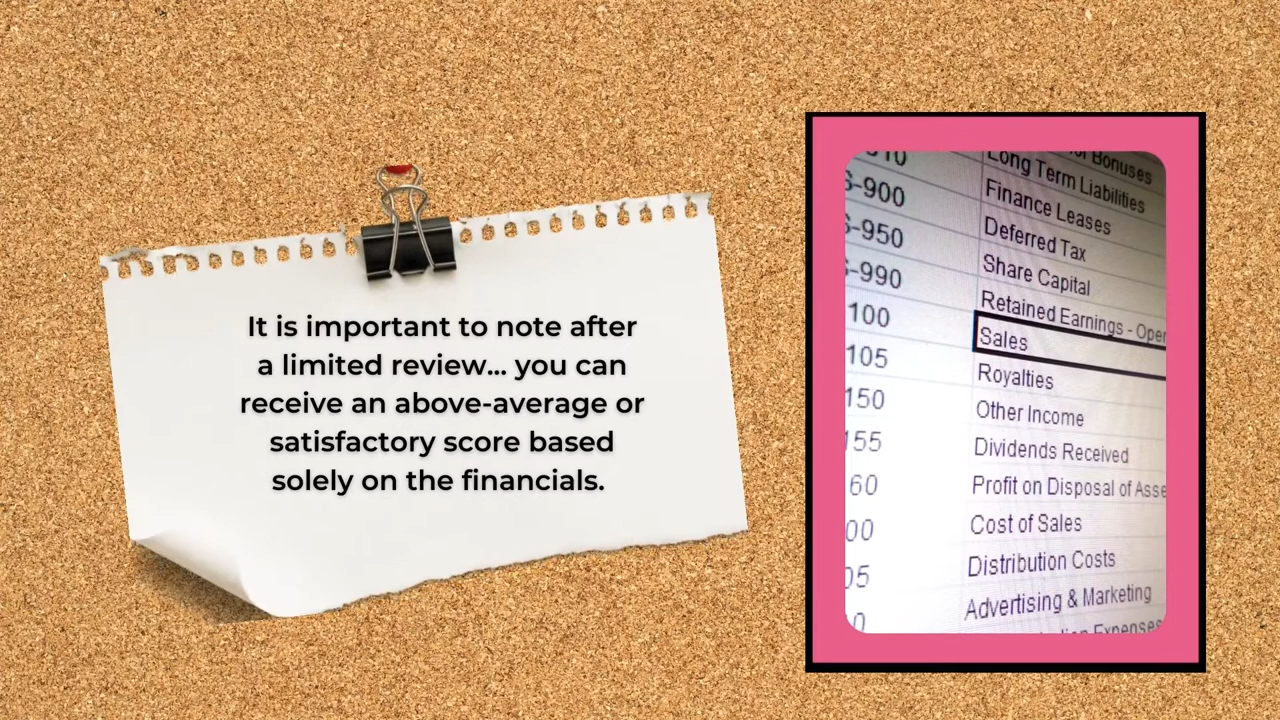 It is important to note after
a limited review... you can
receive an above-average or
satisfactory score based
solely on the financials.
Bonuses
Long Term Liabilities
-900 Finance Leases
-950 Deferred Tax
-990 Share Capital
Retained Earnings -
100 Sales
105 Royalties
150 Other Income
155 Dividends Received
60 Profit on Disposal of
00 Cost of Sales
05 Distribution Costs
0 Advertising & Marketing
Expenses